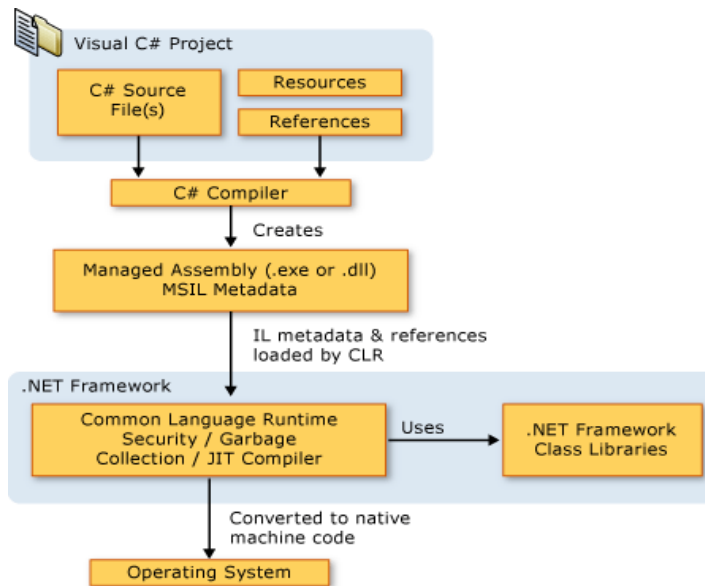 Visual C# Project
C# Source
File(s)
Resources
References
C# Compiler
Creates
Managed Assembly (.exe or .dll)
MSIL Metadata
IL metadata & references
loaded by CLR
.NET Framework
Common Language Runtime
Security / Garbage
Collection / JIT Compiler
Uses
.NET Framework
Class Libraries
Converted to native
machine code
Operating System